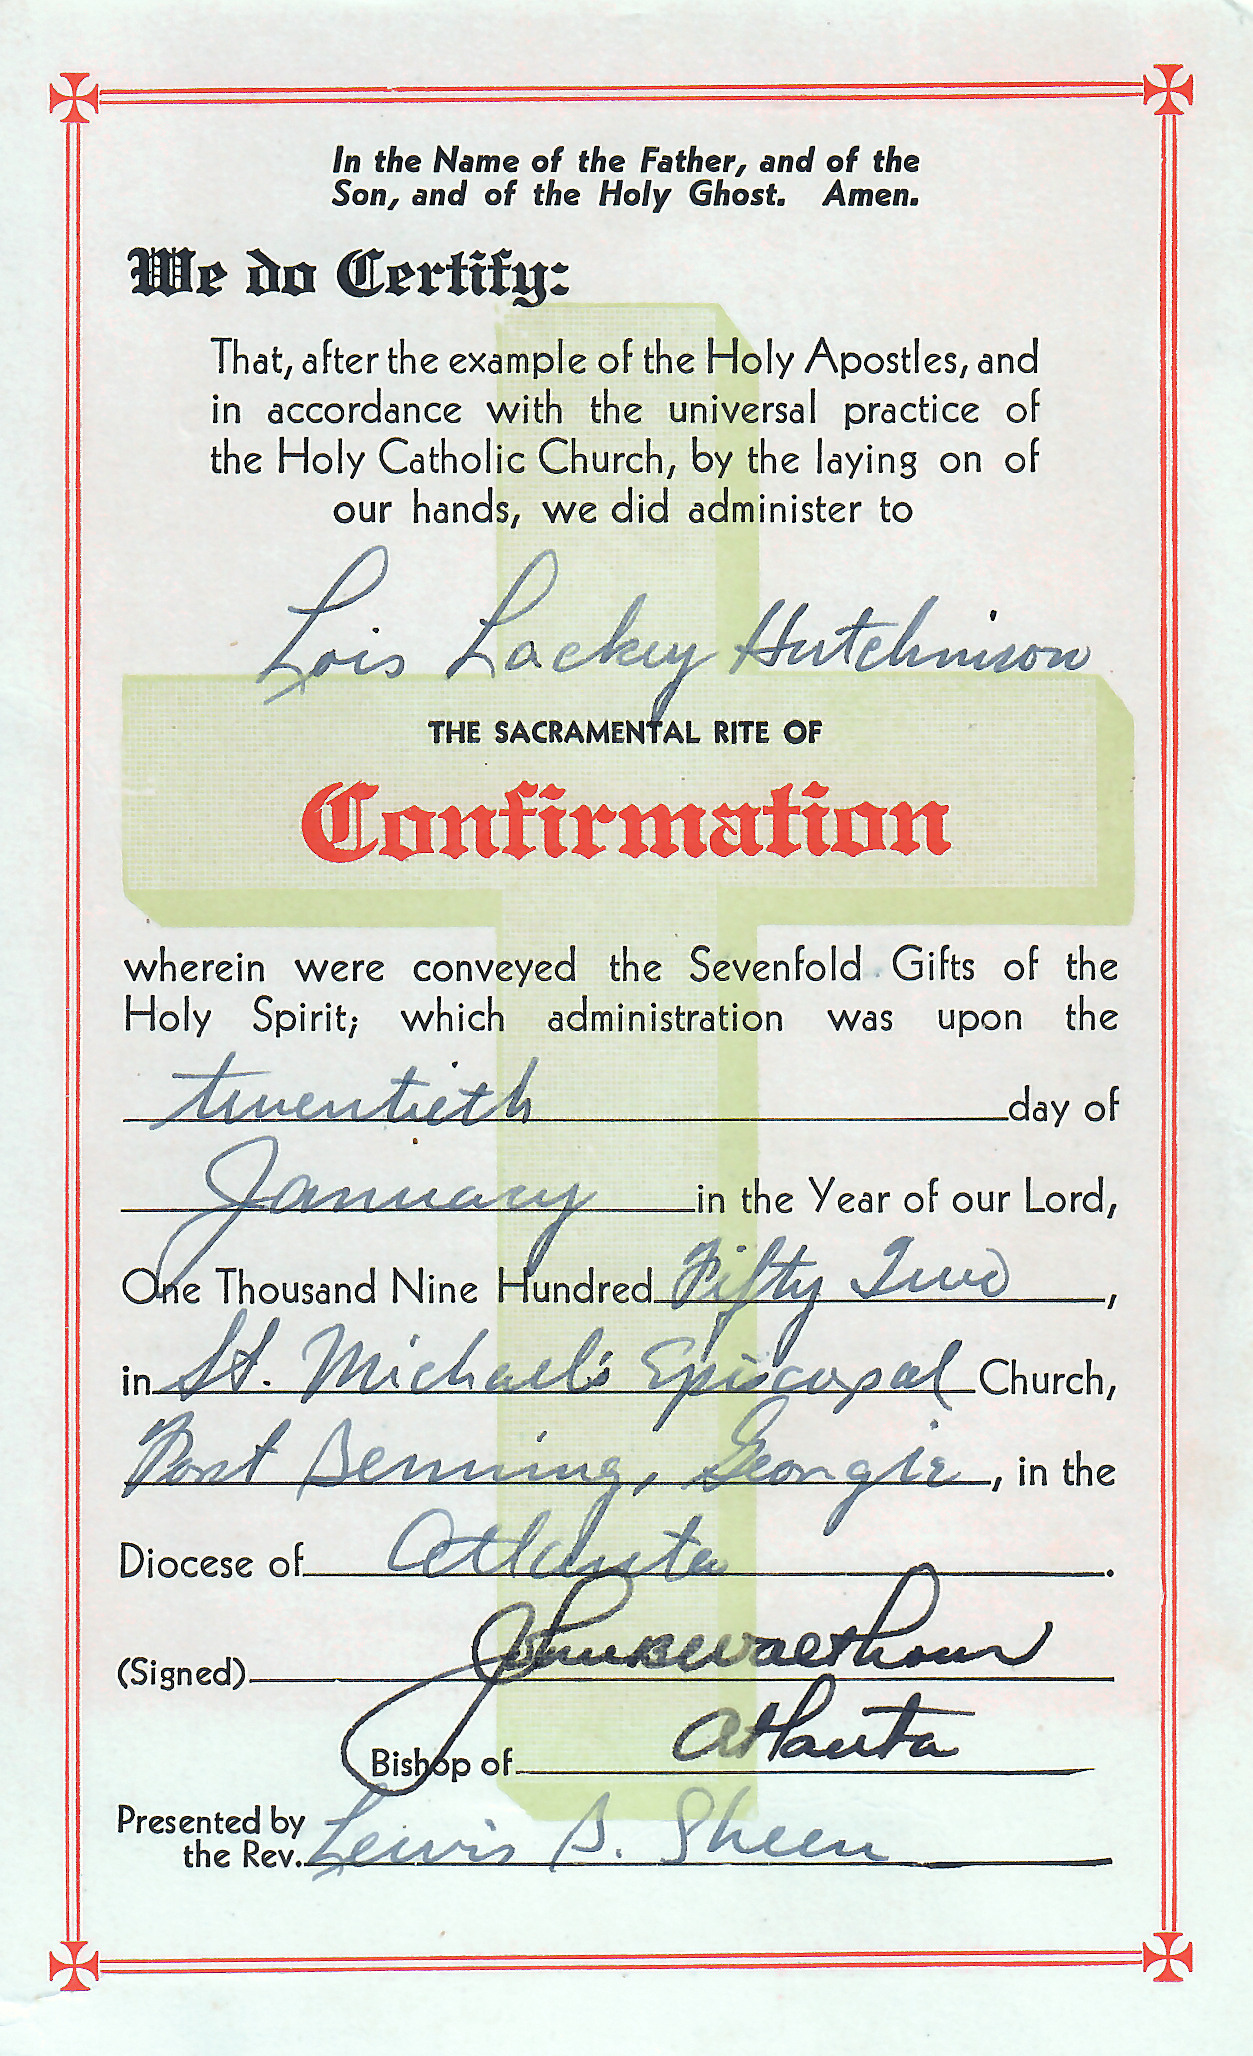 In the Name of the Father, and of the
Son, and of the Holy Ghost. Amen.
We do Certify:
That, after the example of the Holy Apostles, and
in accordance with the universal practice of
the Holy Catholic Church, by the laying on of
our hands, we did administer to
Lois Lackey Hutchinson
THE SACRAMENTAL RITE OF
Confirmation
wherein were conveyed the Sevenfold Gifts of the
Holy Spirit; which administration was upon the
twentieth day of
January in the Year of our Lord,
One Thousand Nine Hundred Fifty Two,
in St. Michael's Episcopal Church,
Fort Benning, Georgia, in the
Diocese of Atlanta.
(Signed) John B Walthour
Bishop of Atlanta
Presented by
the Rev. Lewis B. Sheen